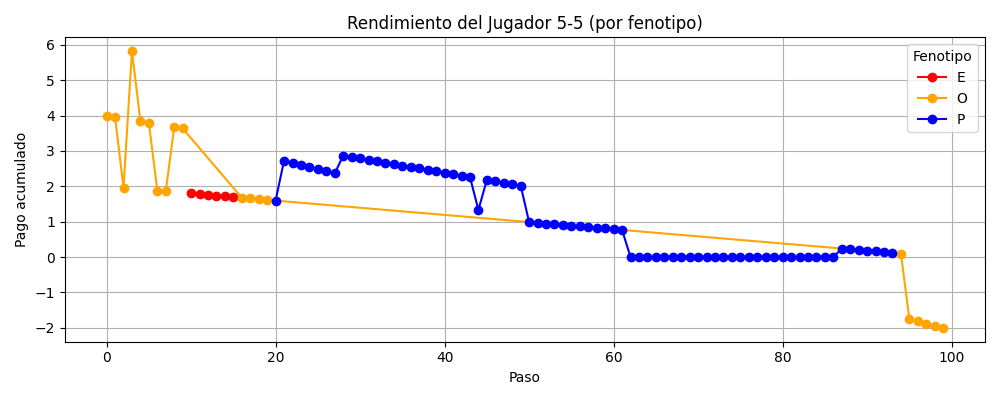 Rendimiento del Jugador 5-5 (por fenotipo)
Pago acumulado
6
5
4
3
2
1
0
−1
−2
Fenotipo
E
O
P
0
20
40
60
80
100
Paso